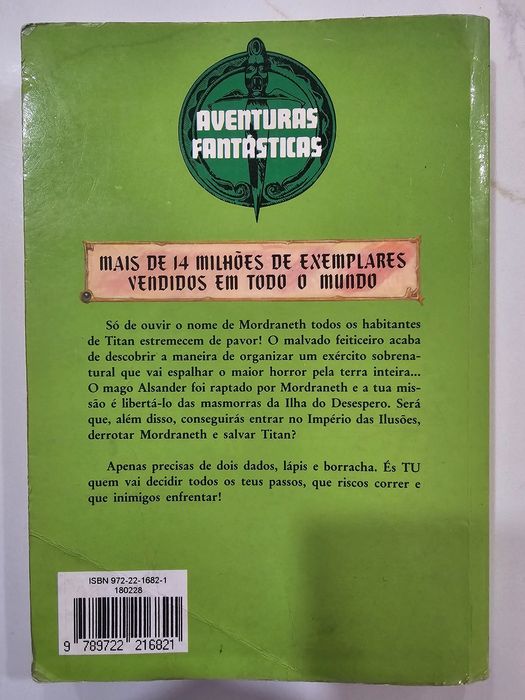 AVENTURAS
FANTÁSTICAS
MAIS DE 14 MILHÕES DE EXEMPLARES
VENDIDOS EM TODO O MUNDO
Só de ouvir o nome de Mordraneth todos os habitantes
de Titan estremecem de pavor! O malvado feiticeiro acaba
de descobrir a maneira de organizar um exército sobrena-
tural que vai espalhar o maior horror pela terra inteira...
O mago Alsander foi raptado por Mordraneth e a tua mis-
são é libertá-lo das masmorras da Ilha do Desespero. Será
que, além disso, conseguirás entrar no Império das Ilusões,
derrotar Mordraneth e salvar Titan?
Apenas precisas de dois dados, lápis e borracha. És TU
quem vai decidir todos os teus passos, que riscos correr e
que inimigos enfrentar!
ISBN 972-22-1682-1
180228
9 789722 216821